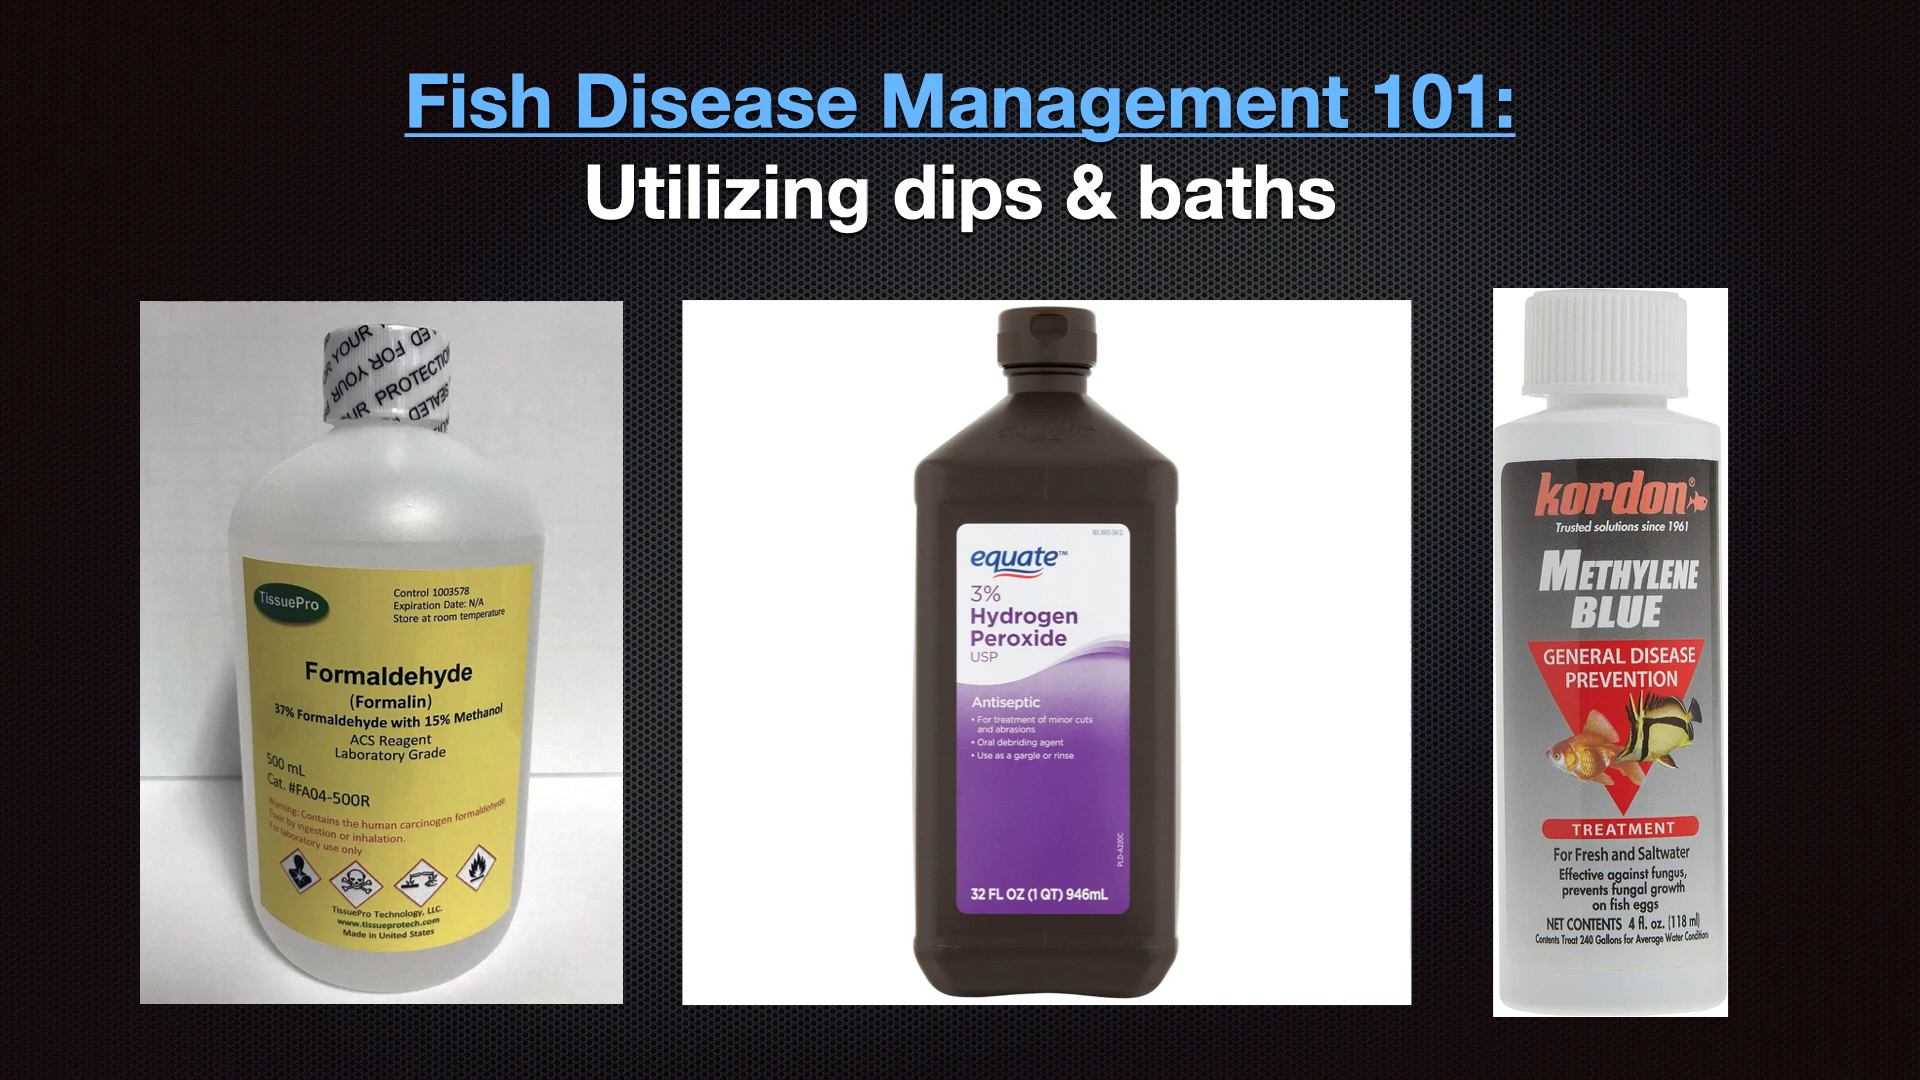 Fish Disease Management 101:
Utilizing dips & baths
YOUR
FOR
YOUR
PROTECTION
SEALED
TissuePro
Control 1003578
Expiration Date: N/A
Store at room temperature
Formaldehyde
(Formalin)
37% Formaldehyde with 15% Methanol
ACS Reagent
Laboratory Grade
500 mL
Cat. #FA04-500R
Warning: Contains the human carcinogen formaldehyde.
Toxic by ingestion or inhalation.
For laboratory use only
TissuePro Technology, LLC.
www.tissueprotech.com
Made in United States
equate
equate™
3%
Hydrogen
Peroxide
USP
Antiseptic
• For treatment of minor cuts
and abrasions
• Oral debriding agent
• Use as a gargle or rinse
PLD-A220C
32 FL OZ (1 QT) 946mL
kordon®
Trusted solutions since 1961
METHYLENE
BLUE
GENERAL DISEASE
PREVENTION
TREATMENT
For Fresh and Saltwater
Effective against fungus,
prevents fungal growth
on fish eggs
NET CONTENTS 4 fl. oz. (118 ml)
Contents Treat 240 Gallons for Average Water Conditions